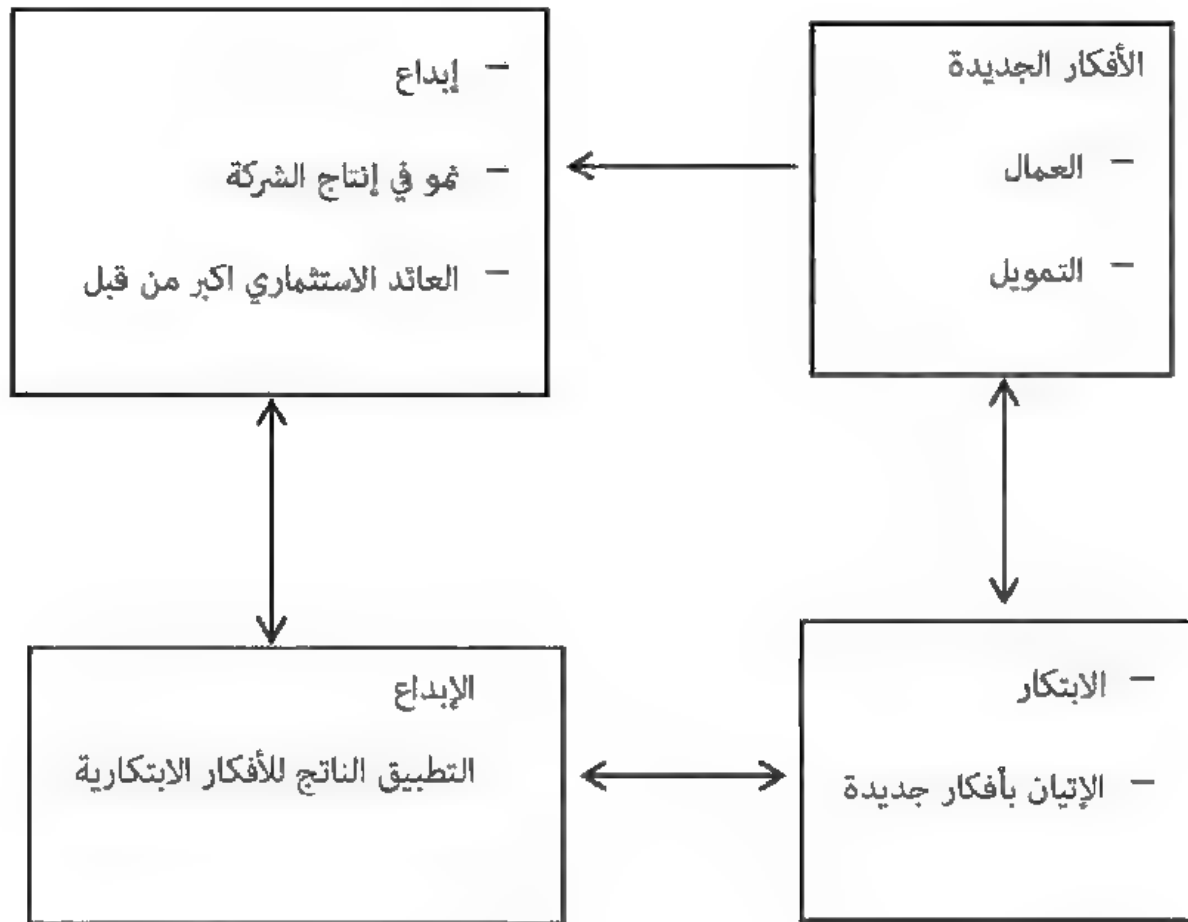 الأفكار الجديدة
– العمال
– التمويل
– إبداع
– نمو في إنتاج الشركة
– العائد الاستثماري اكبر من قبل
– الابتكار
– الإتيان بأفكار جديدة
الإبداع
التطبيق الناتج للأفكار الابتكارية